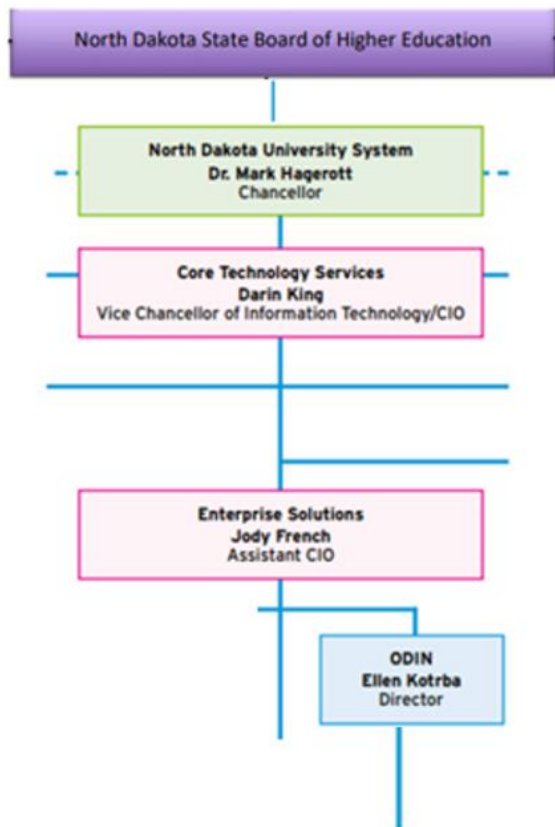 North Dakota State Board of Higher Education
North Dakota University System
Dr. Mark Hagerott
Chancellor
Core Technology Services
Darin King
Vice Chancellor of Information Technology/CIO
Enterprise Solutions
Jody French
Assistant CIO
ODIN
Ellen Kotrba
Director